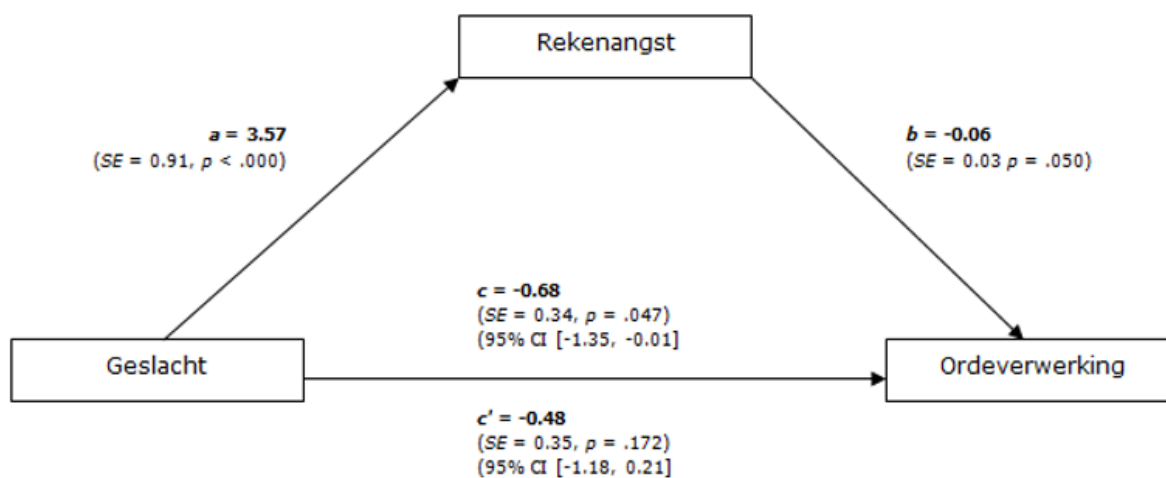 Rekenangst
a = 3.57
(SE = 0.91, p < .000)
b = -0.06
(SE = 0.03 p = .050)
c = -0.68
(SE = 0.34, p = .047)
(95% CI [-1.35, -0.01]
Geslacht
Ordeverwerking
c' = -0.48
(SE = 0.35, p = .172)
(95% CI [-1.18, 0.21]